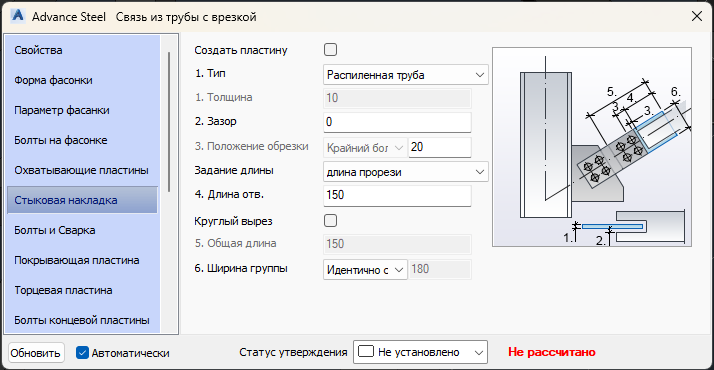 Advance Steel Связь из трубы с врезкой
Свойства
Форма фасонки
Параметр фасанки
Болты на фасонке
Охватывающие пластины
Стыковая накладка
Болты и Сварка
Покрывающая пластина
Торцевая пластина
Болты концевой пластины
Создать пластину
1. Тип Распиленная труба
1. Толщина 10
2. Зазор 0
3. Положение обрезки Крайний бол 20
Задание длины длина прорези
4. Длина отв. 150
Круглый вырез
5. Общая длина 150
6. Ширина группы Идентично с 180
5.
4.
6.
3.
3.
1.
2.
Обновить
Автоматически
Статус утверждения Не установлено
Не рассчитано